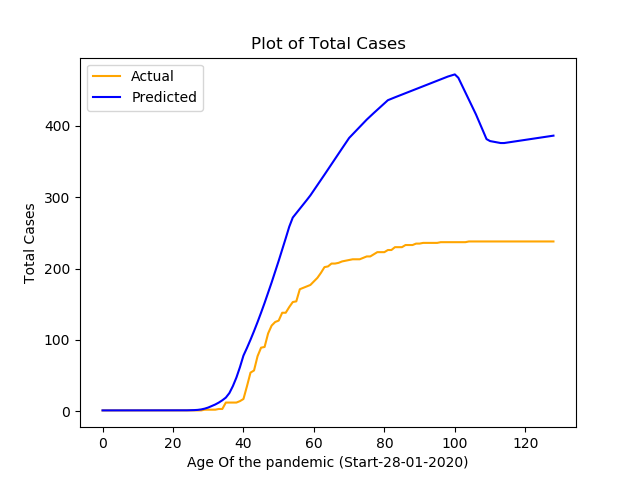 Plot of Total Cases
Actual
Predicted
Total Cases
400
300
200
100
0
0 20 40 60 80 100 120
Age Of the pandemic (Start-28-01-2020)